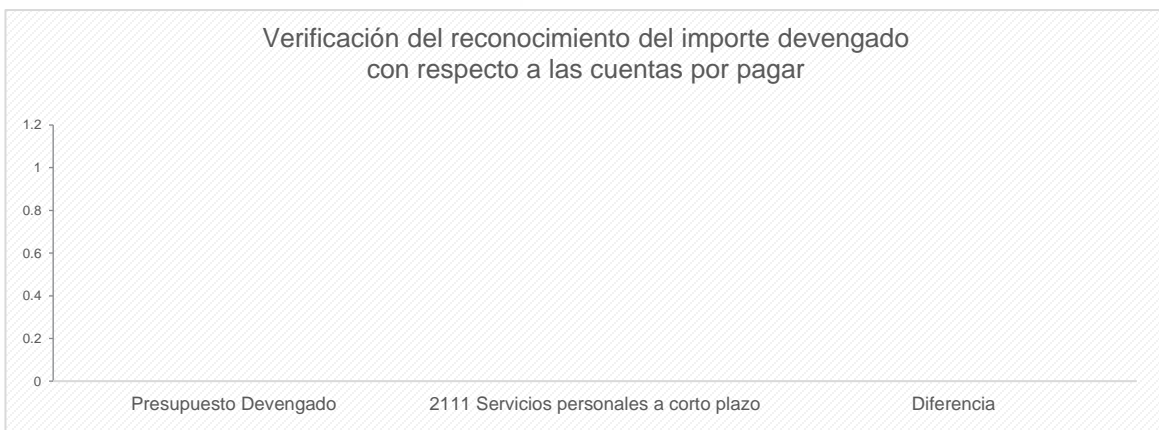 Verificación del reconocimiento del importe devengado
con respecto a las cuentas por pagar
1.2
1
0.8
0.6
0.4
0.2
0
Presupuesto Devengado 2111 Servicios personales a corto plazo Diferencia